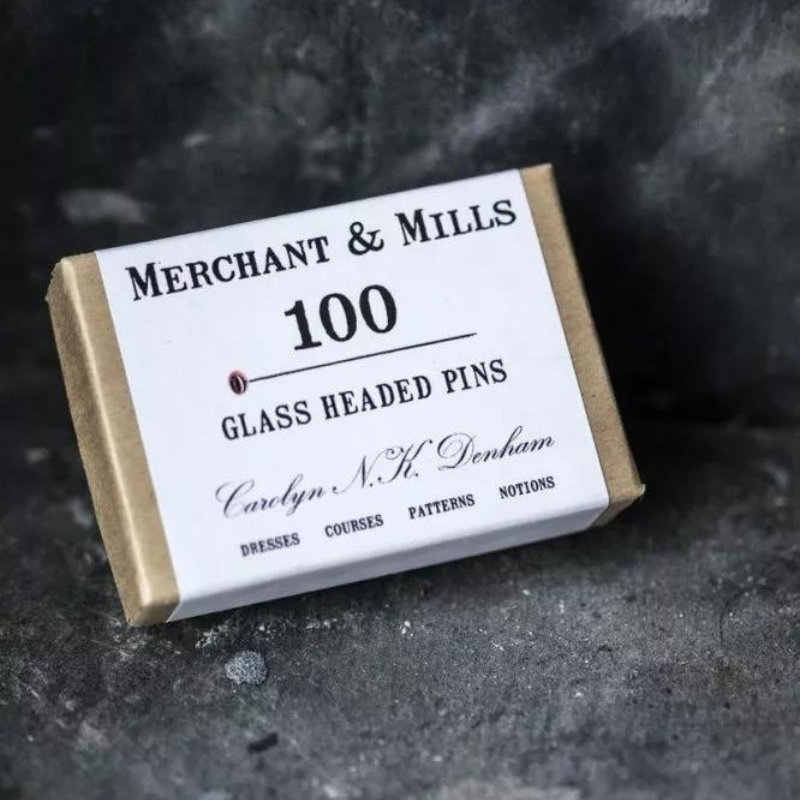 MERCHANT & MILLS
100
GLASS HEADED PINS
Carolyn N.K. Denham
DRESSES COURSES PATTERNS NOTIONS